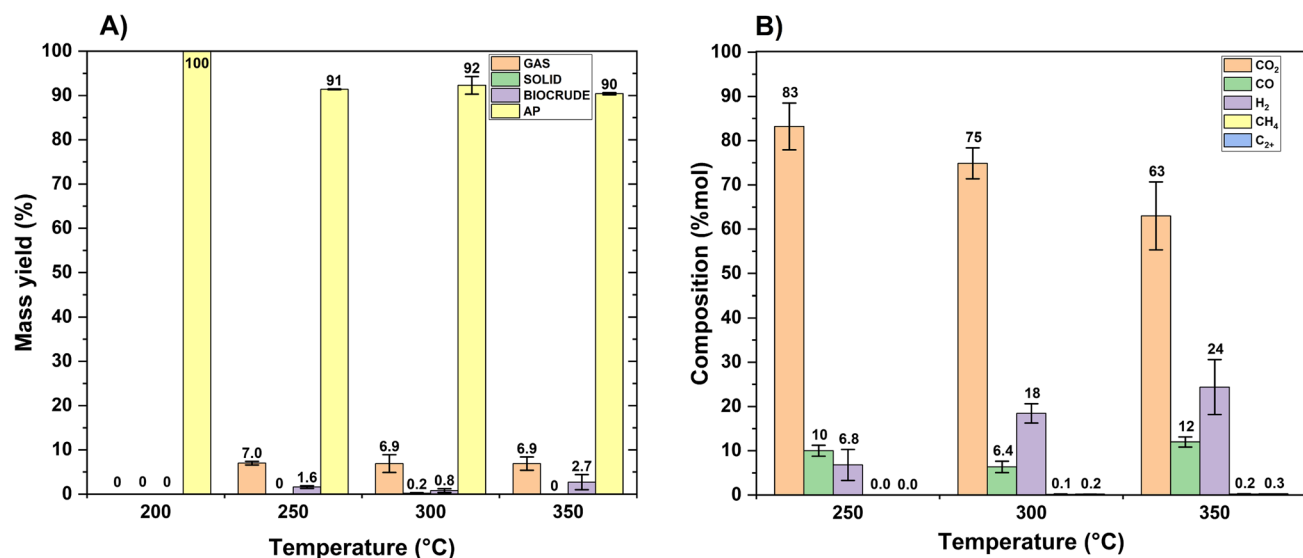 A)
Mass yield (%)
100
90
80
70
60
50
40
30
20
10
0
GAS
SOLID
BIOCRUDE
AP
0 0 0 100
7.0 0 1.6 91
6.9 0.2 0.8 92
6.9 0 2.7 90
200 250 300 350
Temperature (°C)
B)
Composition (%mol)
100
90
80
70
60
50
40
30
20
10
0
CO₂
CO
H₂
CH₄
C₂₊
83 10 6.8 0.0 0.0
75 6.4 18 0.1 0.2
63 12 24 0.2 0.3
250 300 350
Temperature (°C)